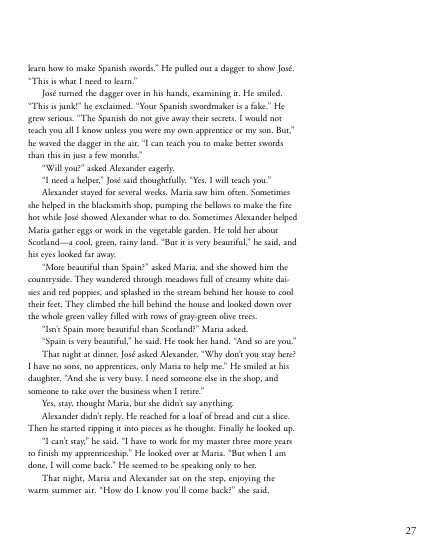 learn how to make Spanish swords.” He pulled out a dagger to show José.
“This is what I need to learn.”
José turned the dagger over in his hands, examining it. He smiled.
“This is junk!” he exclaimed. “Your Spanish swordmaker is a fake.” He
grew serious. “The Spanish do not give away their secrets. I would not
teach you all I know unless you were my own apprentice or my son. But,”
he waved the dagger in the air, “I can teach you to make better swords
than this in just a few months.”
“Will you?” asked Alexander eagerly.
“I need a helper,” José said thoughtfully. “Yes. I will teach you.”
Alexander stayed for several weeks. Maria saw him often. Sometimes
she helped in the blacksmith shop, pumping the bellows to make the fire
hot while José showed Alexander what to do. Sometimes Alexander helped
Maria gather eggs or work in the vegetable garden. He told her about
Scotland—a cool, green, rainy land. “But it is very beautiful,” he said, and
his eyes looked far away.
“More beautiful than Spain?” asked Maria, and she showed him the
countryside. They wandered through meadows full of creamy white dai-
sies and red poppies, and splashed in the stream behind her house to cool
their feet. They climbed the hill behind the house and looked down over
the whole green valley filled with rows of gray-green olive trees.
“Isn’t Spain more beautiful than Scotland?” Maria asked.
“Spain is very beautiful,” he said. He took her hand. “And so are you.”
That night at dinner, José asked Alexander, “Why don’t you stay here?
I have no sons, no apprentices, only Maria to help me.” He smiled at his
daughter. “And she is very busy. I need someone else in the shop, and
someone to take over the business when I retire.”
Yes, stay, thought Maria, but she didn’t say anything.
Alexander didn’t reply. He reached for a loaf of bread and cut a slice.
Then he started ripping it into pieces as he thought. Finally he looked up.
“I can’t stay,” he said. “I have to work for my master three more years
to finish my apprenticeship.” He looked over at Maria. “But when I am
done, I will come back.” He seemed to be speaking only to her.
That night, Maria and Alexander sat on the step, enjoying the
warm summer air. “How do I know you’ll come back?” she said.
27